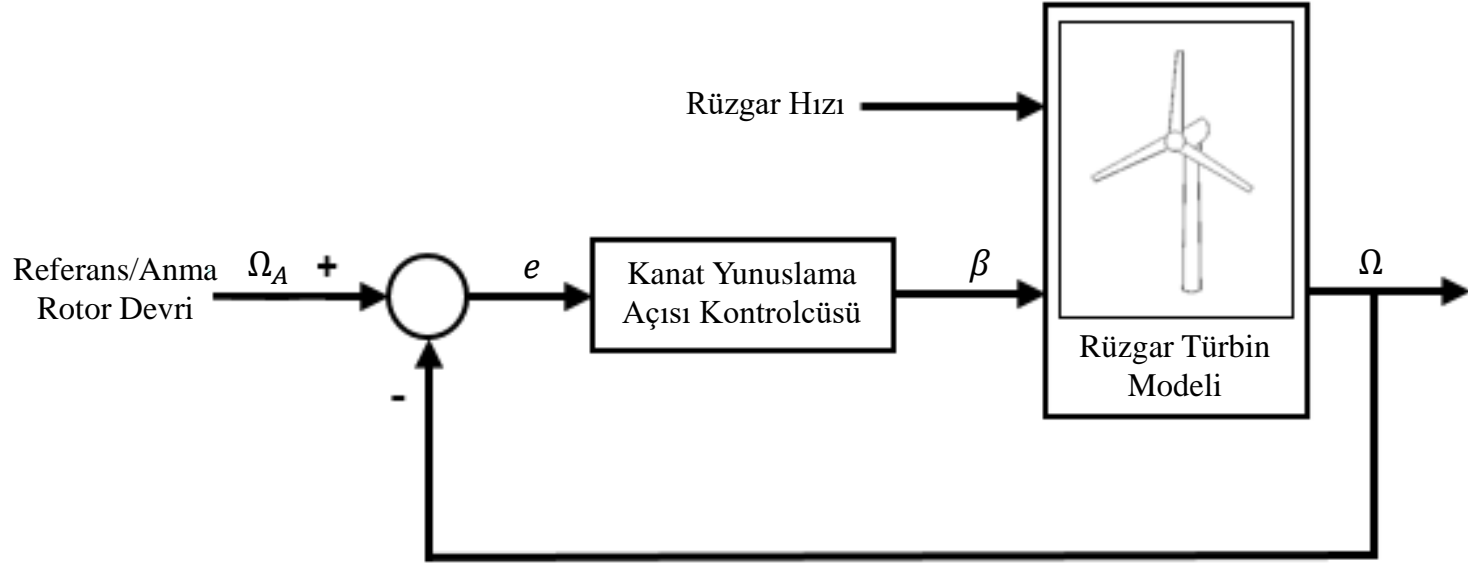 Rüzgar Hızı
Referans/Anma
Rotor Devri
Ω_A +
-
e
Kanat Yunuslama
Açısı Kontrolcüsü
β
Rüzgar Türbin
Modeli
Ω